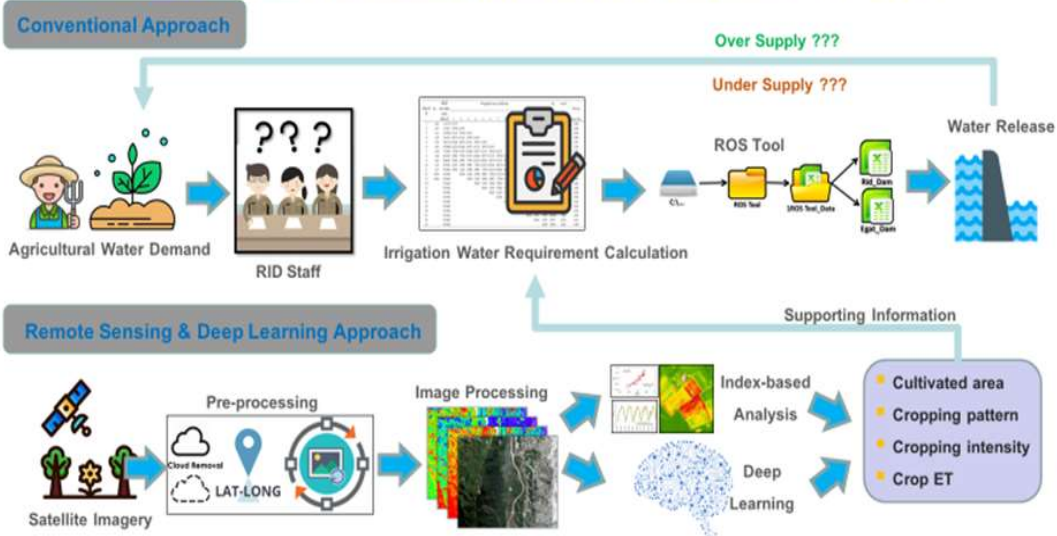 Conventional Approach
Over Supply ???
Under Supply ???
Water Release
ROS Tool
? ? ?
C:\...
ROS Tool
Rid_Dam
Egat_Dam
Agricultural Water Demand
RID Staff
Irrigation Water Requirement Calculation
Remote Sensing & Deep Learning Approach
Supporting Information
Satellite Imagery
Pre-processing
Cloud Removal
LAT-LONG
Image Processing
Index-based
Analysis
Deep
Learning
Cultivated area
Cropping pattern
Cropping intensity
Crop ET